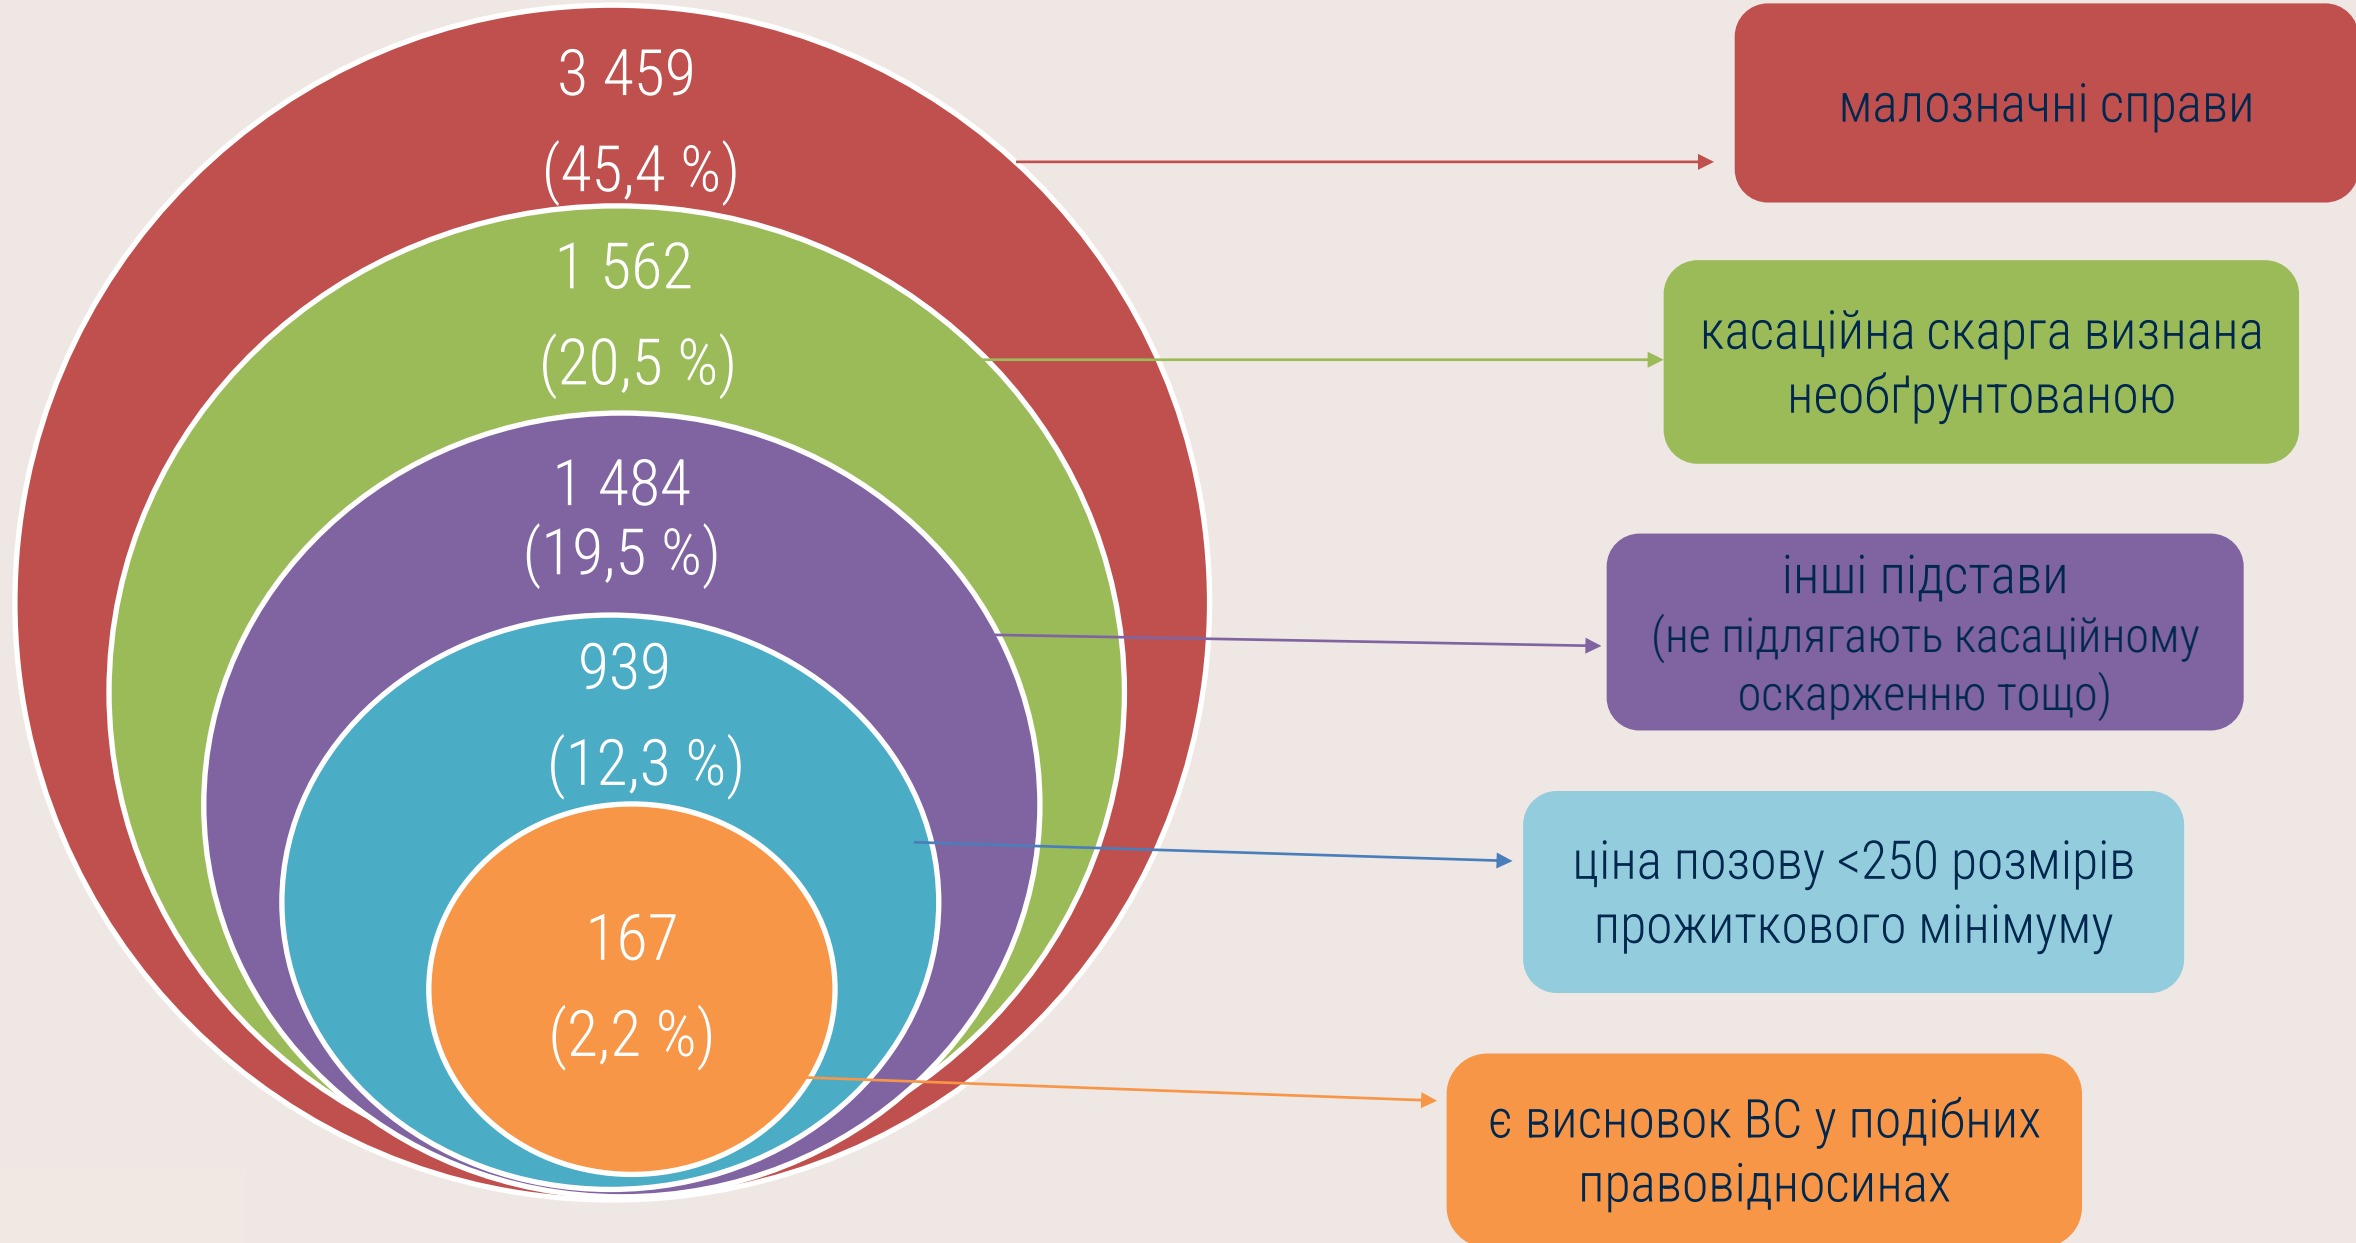 3 459
(45,4 %)
малозначні справи
1 562
(20,5 %)
касаційна скарга визнана
необґрунтованою
1 484
(19,5 %)
інші підстави
(не підлягають касаційному
оскарженню тощо)
939
(12,3 %)
ціна позову <250 розмірів
прожиткового мінімуму
167
(2,2 %)
є висновок ВС у подібних
правовідносинах